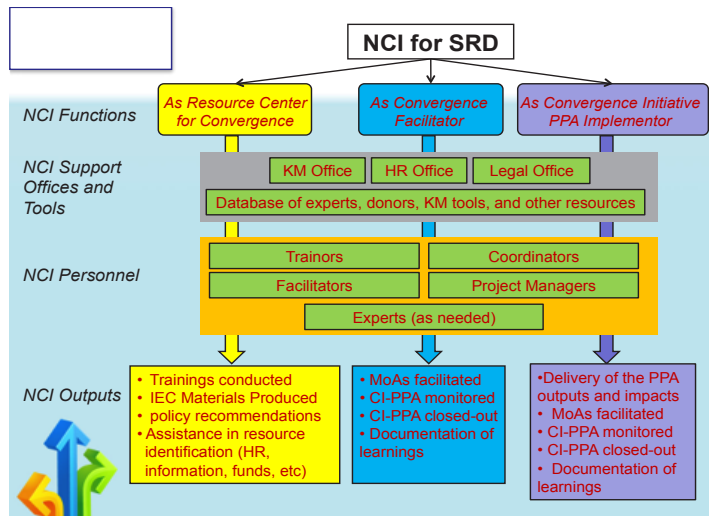 NCI for SRD
NCI Functions
As Resource Center
for Convergence
As Convergence
Facilitator
As Convergence Initiative
PPA Implementor
NCI Support
Offices and
Tools
KM Office
HR Office
Legal Office
Database of experts, donors, KM tools, and other resources
NCI Personnel
Trainors
Coordinators
Facilitators
Project Managers
Experts (as needed)
NCI Outputs
• Trainings conducted
• IEC Materials Produced
• policy recommendations
• Assistance in resource
identification (HR,
information, funds, etc)
• MoAs facilitated
• CI-PPA monitored
• CI-PPA closed-out
• Documentation of
learnings
•Delivery of the PPA
outputs and impacts
• MoAs facilitated
• CI-PPA monitored
• CI-PPA closed-out
• Documentation of
learnings